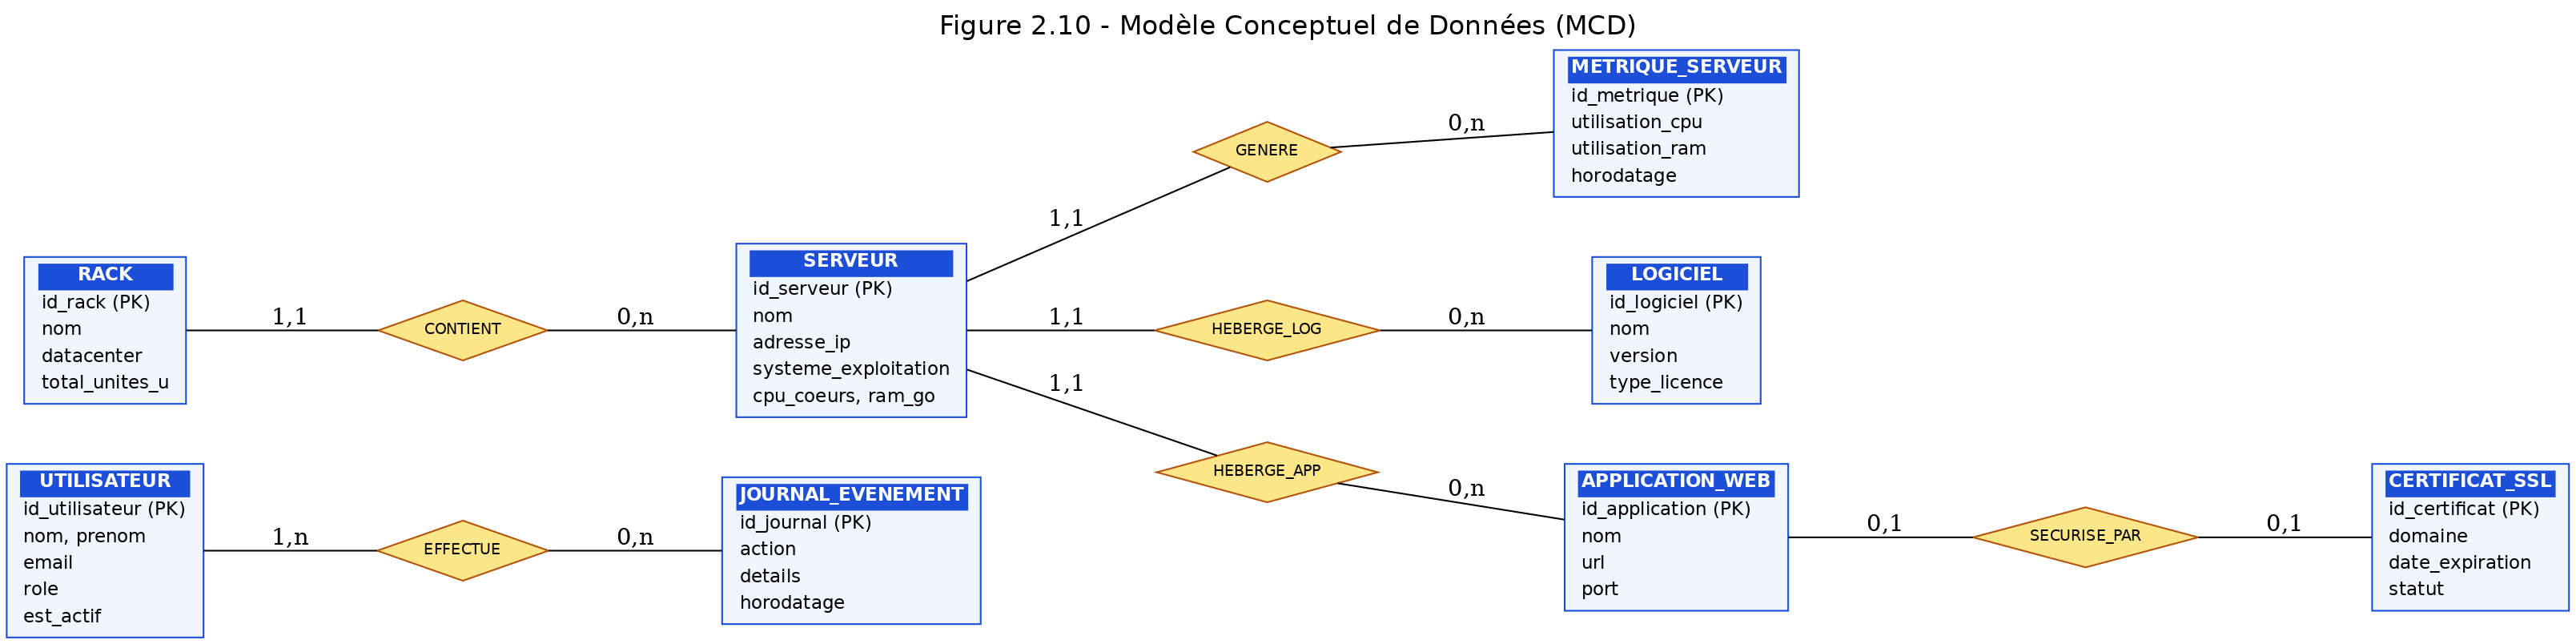 Figure 2.10 - Modèle Conceptuel de Données (MCD)
METRIQUE_SERVEUR
id_metrique (PK)
utilisation_cpu
utilisation_ram
horodatage
GENERE
0,n
1,1
RACK
id_rack (PK)
nom
datacenter
total_unites_u
1,1
CONTIENT
0,n
SERVEUR
id_serveur (PK)
nom
adresse_ip
systeme_exploitation
cpu_coeurs, ram_go
1,1
HEBERGE_LOG
0,n
LOGICIEL
id_logiciel (PK)
nom
version
type_licence
1,1
HEBERGE_APP
0,n
UTILISATEUR
id_utilisateur (PK)
nom, prenom
email
role
est_actif
1,n
EFFECTUE
0,n
JOURNAL_EVENEMENT
id_journal (PK)
action
details
horodatage
APPLICATION_WEB
id_application (PK)
nom
url
port
0,1
SECURISE_PAR
0,1
CERTIFICAT_SSL
id_certificat (PK)
domaine
date_expiration
statut